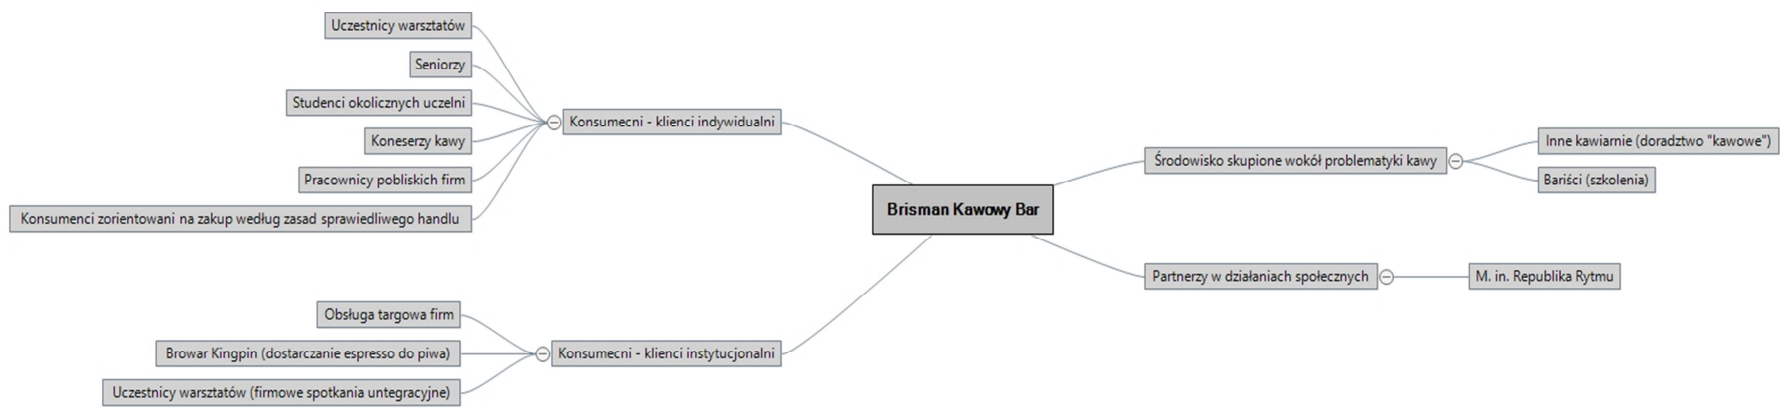 Uczestnicy warsztatów
Seniorzy
Studenci okolicznych uczelni
Koneserzy kawy
Pracownicy pobliskich firm
Konsumenci zorientowani na zakup według zasad sprawiedliwego handlu
Konsumecni - klienci indywidualni
Obsługa targowa firm
Browar Kingpin (dostarczanie espresso do piwa)
Uczestnicy warsztatów (firmowe spotkania untegracyjne)
Konsumecni - klienci instytucjonalni
Brisman Kawowy Bar
Środowisko skupione wokół problematyki kawy
Inne kawiarnie (doradztwo "kawowe")
Bariści (szkolenia)
Partnerzy w działaniach społecznych
M. in. Republika Rytmu